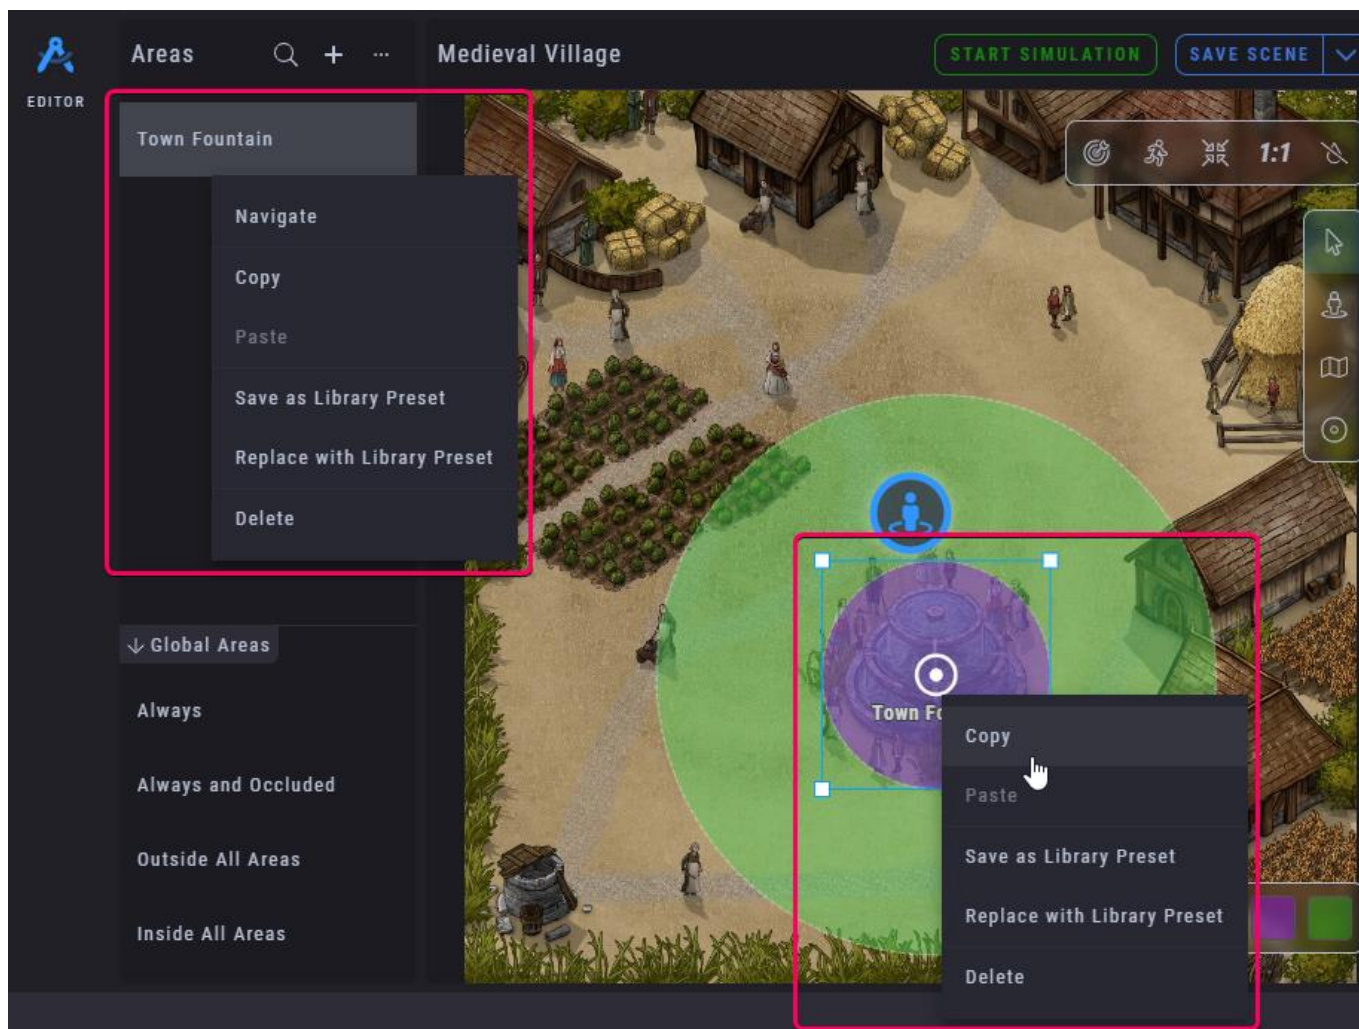 EDITOR
Areas
Medieval Village
START SIMULATION
SAVE SCENE
Town Fountain
Navigate
Copy
Paste
Save as Library Preset
Replace with Library Preset
Delete
1:1
Global Areas
Always
Always and Occluded
Outside All Areas
Inside All Areas
Town
Copy
Paste
Save as Library Preset
Replace with Library Preset
Delete